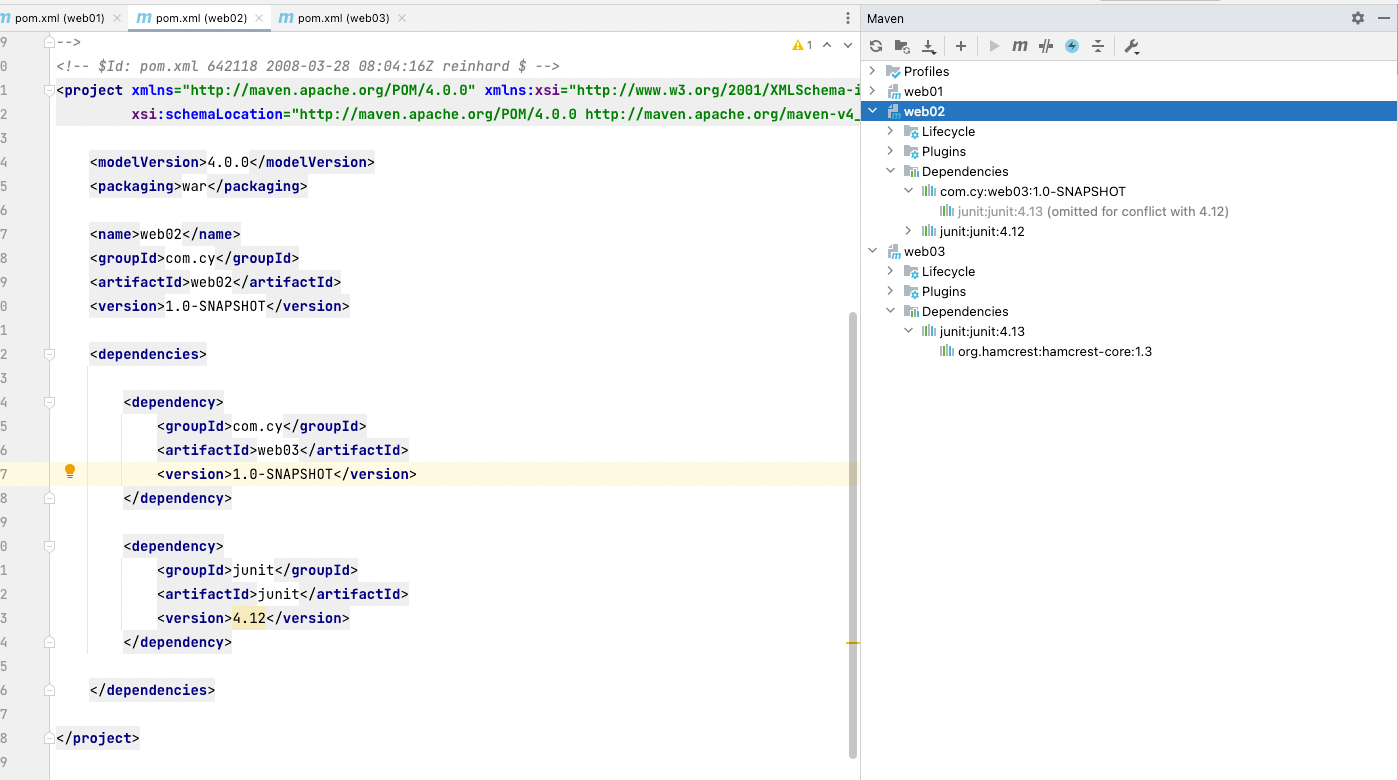 pom.xml (web01)
pom.xml (web02)
pom.xml (web03)
Maven
9 -->
1
0 <!-- $Id: pom.xml 642118 2008-03-28 08:04:16Z reinhard $ -->
1 <project xmlns="http://maven.apache.org/POM/4.0.0" xmlns:xsi="http://www.w3.org/2001/XMLSchema-i
2 xsi:schemaLocation="http://maven.apache.org/POM/4.0.0 http://maven.apache.org/maven-v4_
3
4 <modelVersion>4.0.0</modelVersion>
5 <packaging>war</packaging>
6
7 <name>web02</name>
8 <groupId>com.cy</groupId>
9 <artifactId>web02</artifactId>
0 <version>1.0-SNAPSHOT</version>
1
2 <dependencies>
3
4 <dependency>
5 <groupId>com.cy</groupId>
6 <artifactId>web03</artifactId>
7 <version>1.0-SNAPSHOT</version>
8 </dependency>
9
0 <dependency>
1 <groupId>junit</groupId>
2 <artifactId>junit</artifactId>
3 <version>4.12</version>
4 </dependency>
5
6 </dependencies>
7
8 </project>
9
Profiles
web01
web02
Lifecycle
Plugins
Dependencies
com.cy:web03:1.0-SNAPSHOT
junit:junit:4.13 (omitted for conflict with 4.12)
junit:junit:4.12
web03
Lifecycle
Plugins
Dependencies
junit:junit:4.13
org.hamcrest:hamcrest-core:1.3